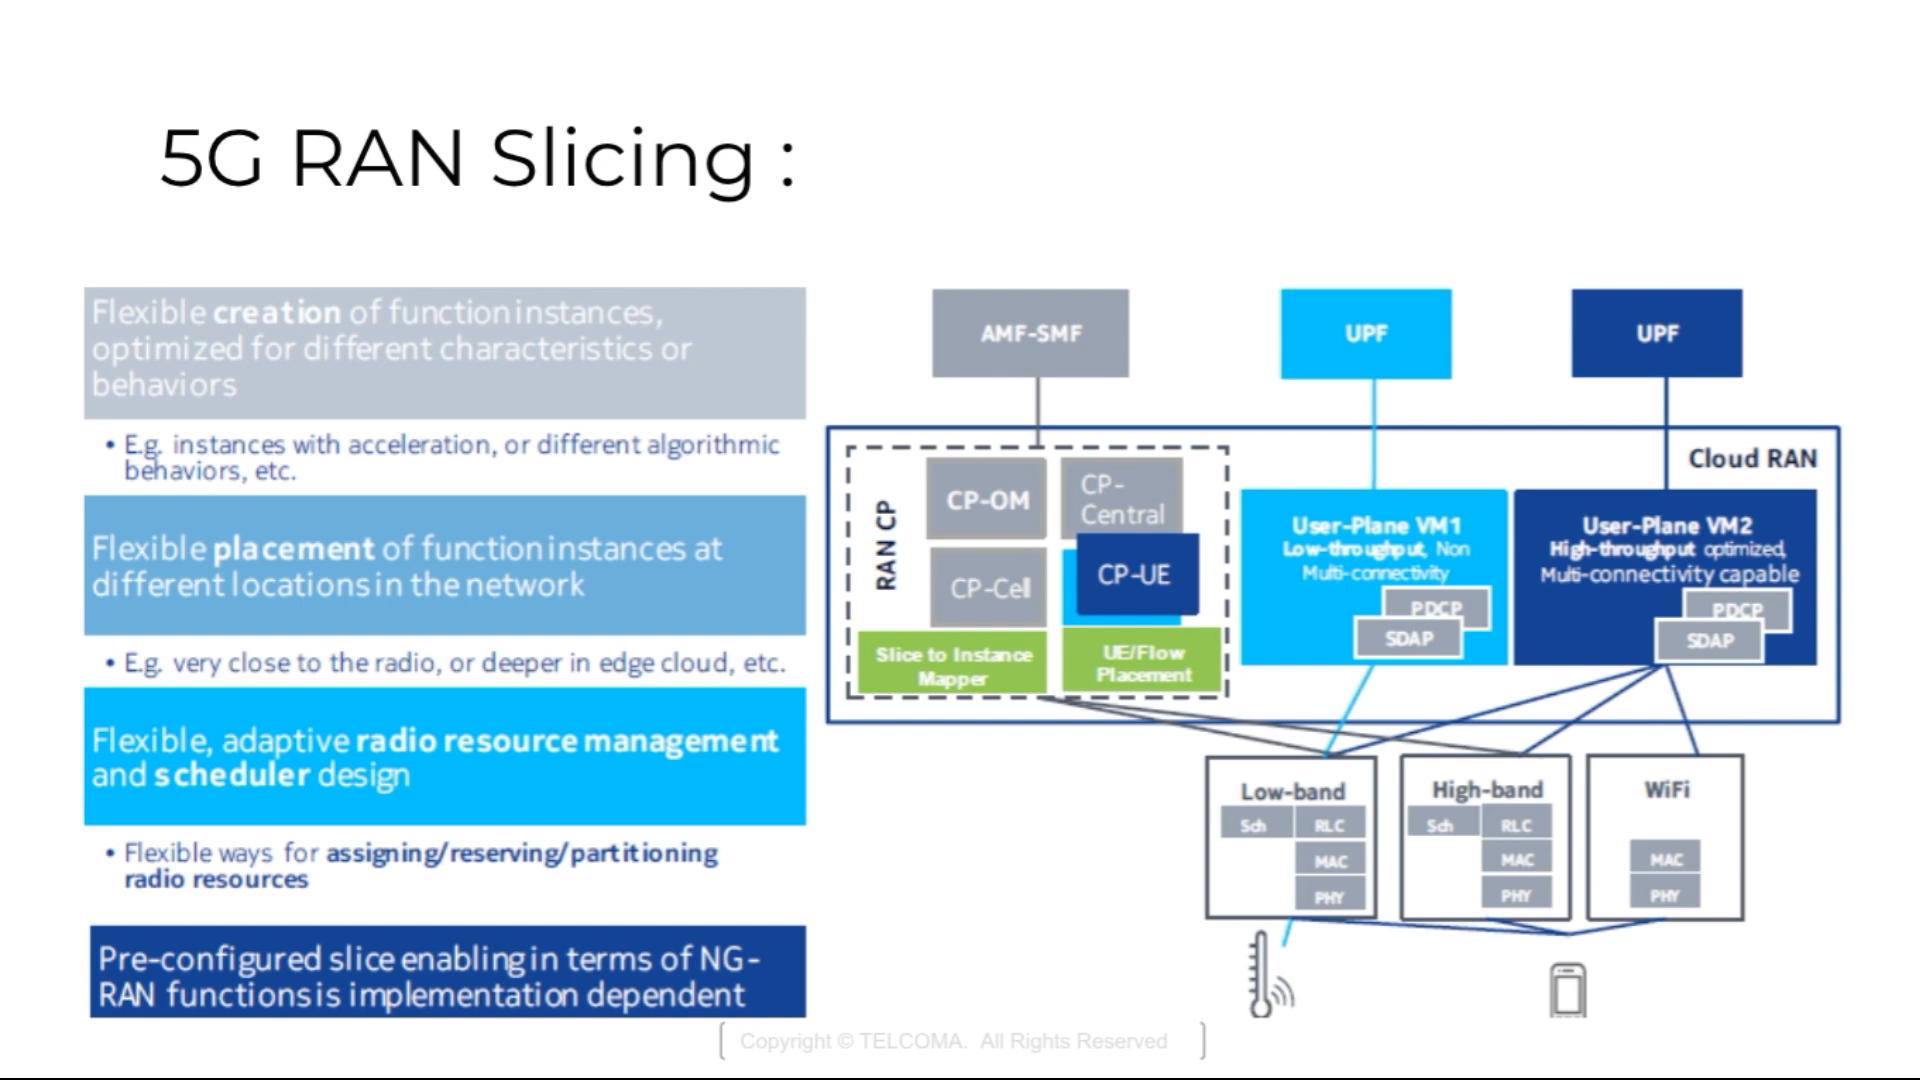 5G RAN Slicing :
Flexible creation of function instances,
optimized for different characteristics or
behaviors
• E.g. instances with acceleration, or different algorithmic
behaviors, etc.
Flexible placement of function instances at
different locations in the network
• E.g. very close to the radio, or deeper in edge cloud, etc.
Flexible, adaptive radio resource management
and scheduler design
• Flexible ways for assigning/reserving/partitioning
radio resources
Pre-configured slice enabling in terms of NG-
RAN functions is implementation dependent
AMF-SMF
UPF
UPF
Cloud RAN
RAN CP
CP-OM
CP-
Central
CP-Cell
CP-UE
Slice to Instance
Mapper
UE/Flow
Placement
User-Plane VM1
Low-throughput, Non
Multi-connectivity
PDCP
SDAP
User-Plane VM2
High-throughput optimized,
Multi-connectivity capable
PDCP
SDAP
Low-band
Sch
RLC
MAC
PHY
High-band
Sch
RLC
MAC
PHY
WiFi
MAC
PHY
Copyright © TELCOMA. All Rights Reserved